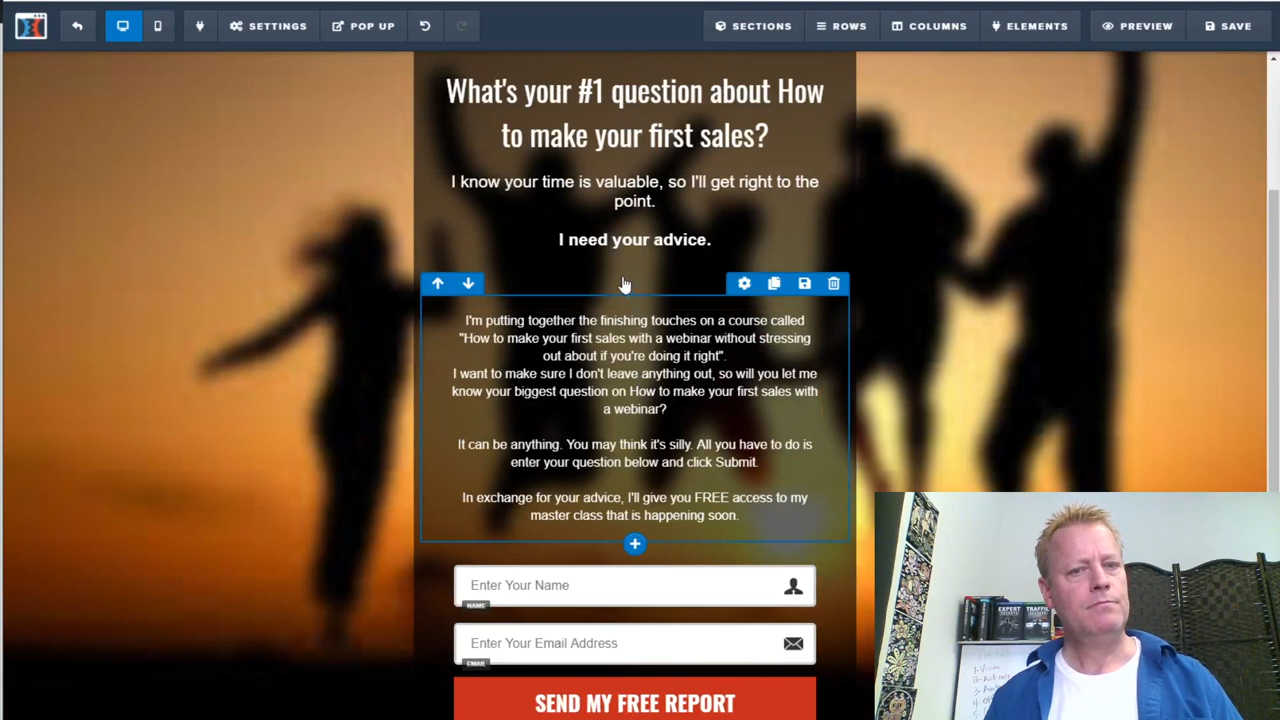 SETTINGS
POP UP
SECTIONS
ROWS
COLUMNS
ELEMENTS
PREVIEW
SAVE
What's your #1 question about How
to make your first sales?
I know your time is valuable, so I'll get right to the
point.
I need your advice.
I'm putting together the finishing touches on a course called
"How to make your first sales with a webinar without stressing
out about if you're doing it right".
I want to make sure I don't leave anything out, so will you let me
know your biggest question on How to make your first sales with
a webinar?
It can be anything. You may think it's silly. All you have to do is
enter your question below and click Submit.
In exchange for your advice, I'll give you FREE access to my
master class that is happening soon.
Enter Your Name
NAME
Enter Your Email Address
EMAIL
SEND MY FREE REPORT
EXPERT
SECRETS
TRAFFIC
SECRETS